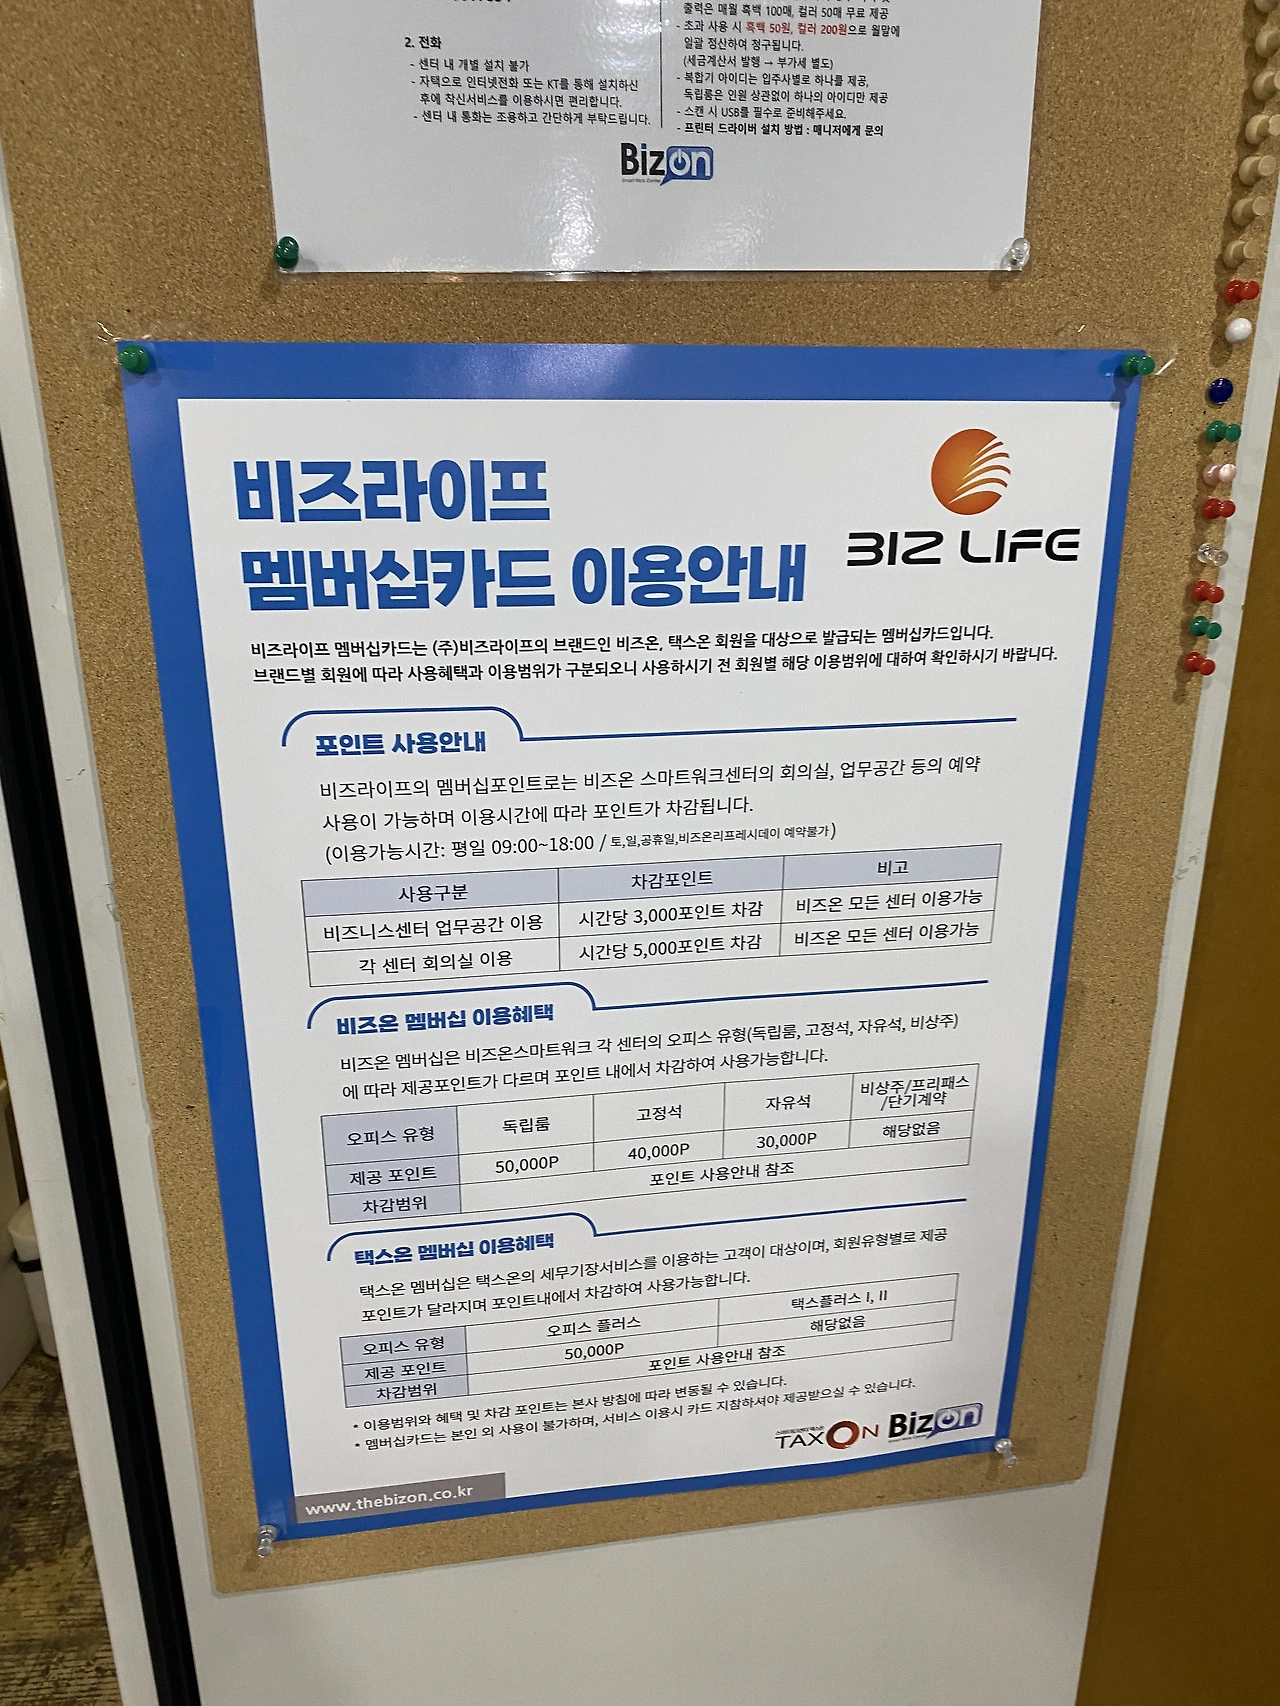 2. 전화
- 센터 내 개별 설치 불가
- 자택으로 인터넷전화 또는 KT를 통해 설치하신
후에 착신서비스를 이용하시면 편리합니다.
- 센터 내 통화는 조용하고 간단하게 부탁드립니다.
출력은 매월 흑백 100매, 컬러 50매 무료 제공
- 초과 사용 시 흑백 50원, 컬러 200원으로 월말에
일괄 정산하여 청구됩니다.
(세금계산서 발행 → 부가세 별도)
- 복합기 아이디는 입주사별로 하나를 제공,
독립룸은 인원 상관없이 하나의 아이디만 제공
- 스캔 시 USB를 필수로 준비해주세요.
- 프린터 드라이버 설치 방법 : 매니저에게 문의
Bizon
비즈라이프
멤버십카드 이용안내
BIZ LIFE
비즈라이프 멤버십카드는 (주)비즈라이프의 브랜드인 비즈온, 택스온 회원을 대상으로 발급되는 멤버십카드입니다.
브랜드별 회원에 따라 사용혜택과 이용범위가 구분되오니 사용하시기 전 회원별 해당 이용범위에 대하여 확인하시기 바랍니다.
포인트 사용안내
비즈라이프의 멤버십포인트로는 비즈온 스마트워크센터의 회의실, 업무공간 등의 예약
사용이 가능하며 이용시간에 따라 포인트가 차감됩니다.
(이용가능시간: 평일 09:00~18:00 / 토,일,공휴일,비즈온리프레시데이 예약불가)
사용구분 차감포인트 비고
비즈니스센터 업무공간 이용 시간당 3,000포인트 차감 비즈온 모든 센터 이용가능
각 센터 회의실 이용 시간당 5,000포인트 차감 비즈온 모든 센터 이용가능
비즈온 멤버십 이용혜택
비즈온 멤버십은 비즈온스마트워크 각 센터의 오피스 유형(독립룸, 고정석, 자유석, 비상주)
에 따라 제공포인트가 다르며 포인트 내에서 차감하여 사용가능합니다.
오피스 유형 독립룸 고정석 자유석 비상주/프리패스
/단기계약
제공 포인트 50,000P 40,000P 30,000P 해당없음
차감범위 포인트 사용안내 참조
택스온 멤버십 이용혜택
택스온 멤버십은 택스온의 세무기장서비스를 이용하는 고객이 대상이며, 회원유형별로 제공
포인트가 달라지며 포인트내에서 차감하여 사용가능합니다.
오피스 유형 오피스 플러스 택스플러스 I, II
제공 포인트 50,000P 해당없음
차감범위 포인트 사용안내 참조
* 이용범위와 혜택 및 차감 포인트는 본사 방침에 따라 변동될 수 있습니다.
* 멤버십카드는 본인 외 사용이 불가하며, 서비스 이용시 카드 지참하셔야 제공받으실 수 있습니다.
TAXON Bizon
www.thebizon.co.kr